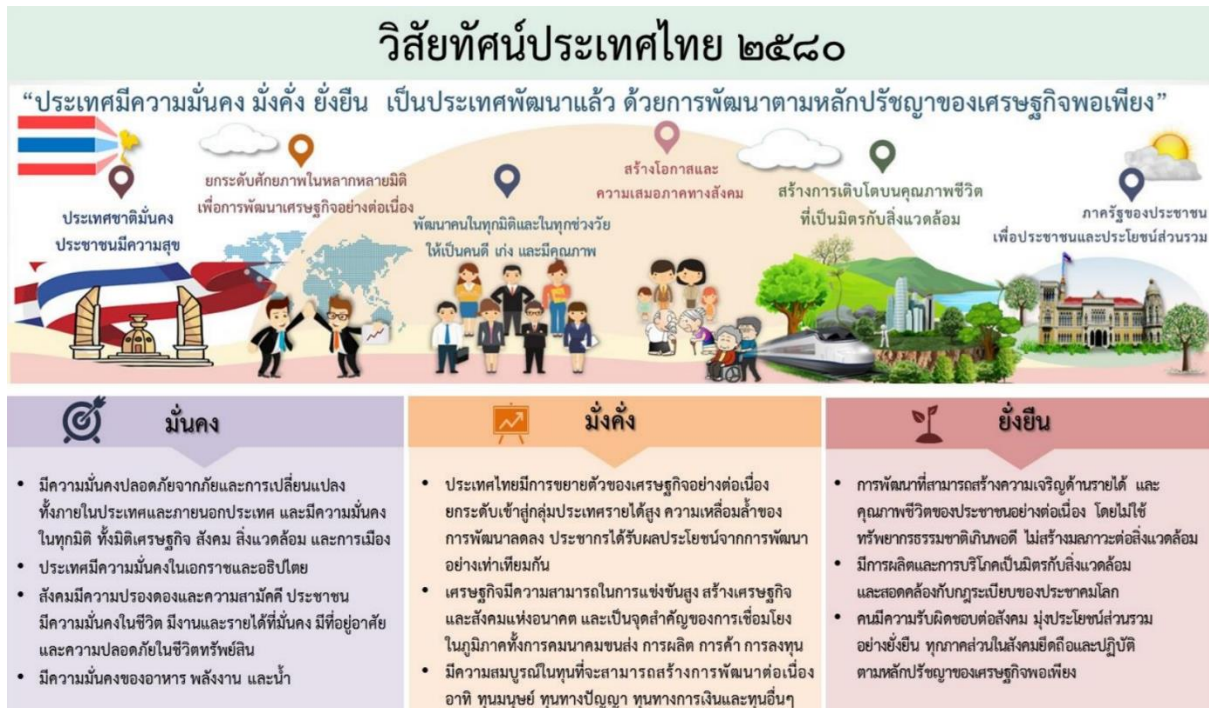 วิสัยทัศน์ประเทศไทย ๒๕๘๐
“ประเทศมีความมั่นคง มั่งคั่ง ยั่งยืน เป็นประเทศพัฒนาแล้ว ด้วยการพัฒนาตามหลักปรัชญาของเศรษฐกิจพอเพียง”
ประเทศชาติมั่นคง
ประชาชนมีความสุข
ยกระดับศักยภาพในหลากหลายมิติ
เพื่อการพัฒนาเศรษฐกิจอย่างต่อเนื่อง
พัฒนาคนในทุกมิติและในทุกช่วงวัย
ให้เป็นคนดี เก่ง และมีคุณภาพ
สร้างโอกาสและ
ความเสมอภาคทางสังคม
สร้างการเติบโตบนคุณภาพชีวิต
ที่เป็นมิตรกับสิ่งแวดล้อม
ภาครัฐของประชาชน
เพื่อประชาชนและประโยชน์ส่วนรวม
มั่นคง
• มีความมั่นคงปลอดภัยจากภัยและการเปลี่ยนแปลง
ทั้งภายในประเทศและภายนอกประเทศ และมีความมั่นคง
ในทุกมิติ ทั้งมิติเศรษฐกิจ สังคม สิ่งแวดล้อม และการเมือง
• ประเทศมีความมั่นคงในเอกราชและอธิปไตย
• สังคมมีความปรองดองและความสามัคคี ประชาชน
มีความมั่นคงในชีวิต มีงานและรายได้ที่มั่นคง มีที่อยู่อาศัย
และความปลอดภัยในชีวิตทรัพย์สิน
• มีความมั่นคงของอาหาร พลังงาน และน้ำ
มั่งคั่ง
• ประเทศไทยมีการขยายตัวของเศรษฐกิจอย่างต่อเนื่อง
ยกระดับเข้าสู่กลุ่มประเทศรายได้สูง ความเหลื่อมล้ำของ
การพัฒนาลดลง ประชากรได้รับผลประโยชน์จากการพัฒนา
อย่างเท่าเทียมกัน
• เศรษฐกิจมีความสามารถในการแข่งขันสูง สร้างเศรษฐกิจ
และสังคมแห่งอนาคต และเป็นจุดสำคัญของการเชื่อมโยง
ในภูมิภาคทั้งการคมนาคมขนส่ง การผลิต การค้า การลงทุน
• มีความสมบูรณ์ในทุนที่จะสามารถสร้างการพัฒนาต่อเนื่อง
อาทิ ทุนมนุษย์ ทุนทางปัญญา ทุนทางการเงินและทุนอื่นๆ
ยั่งยืน
• การพัฒนาที่สามารถสร้างความเจริญด้านรายได้ และ
คุณภาพชีวิตของประชาชนอย่างต่อเนื่อง โดยไม่ใช้
ทรัพยากรธรรมชาติเกินพอดี ไม่สร้างมลภาวะต่อสิ่งแวดล้อม
• มีการผลิตและการบริโภคเป็นมิตรกับสิ่งแวดล้อม
และสอดคล้องกับกฎระเบียบของประชาคมโลก
• คนมีความรับผิดชอบต่อสังคม มุ่งประโยชน์ส่วนรวม
อย่างยั่งยืน ทุกภาคส่วนในสังคมยึดถือและปฏิบัติ
ตามหลักปรัชญาของเศรษฐกิจพอเพียง